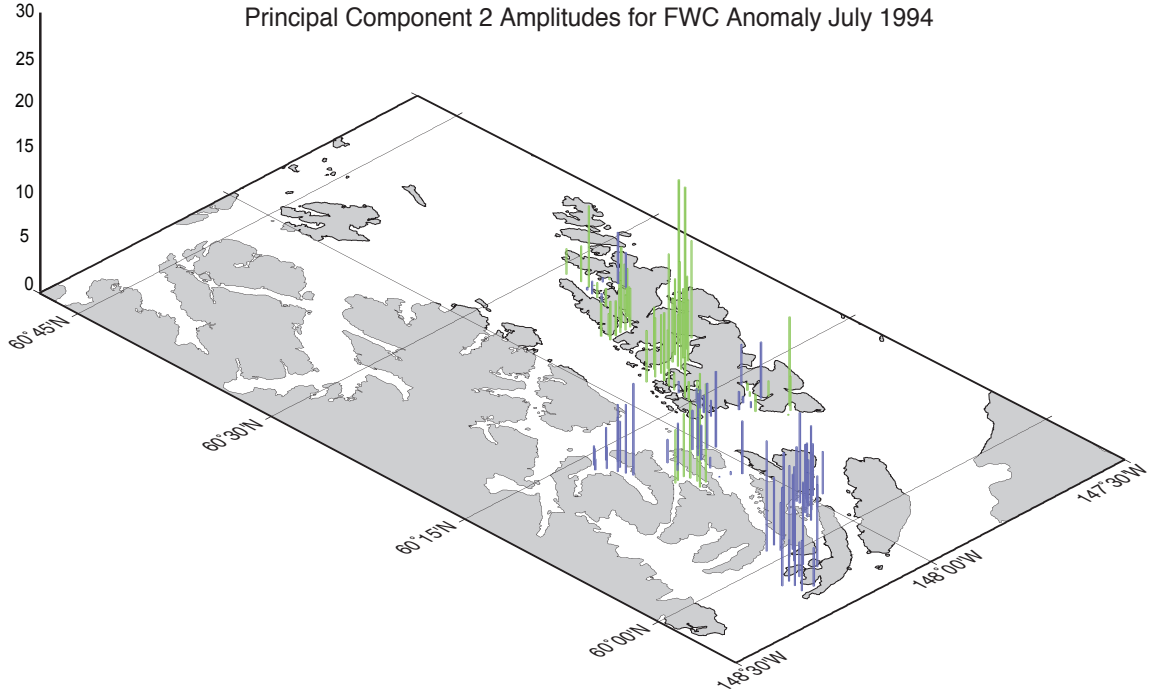 Principal Component 2 Amplitudes for FWC Anomaly July 1994
30
25
20
15
10
5
0
60˚45'N
60˚30'N
60˚15'N
60˚00'N
148˚30'W
148˚00'W
147˚30'W